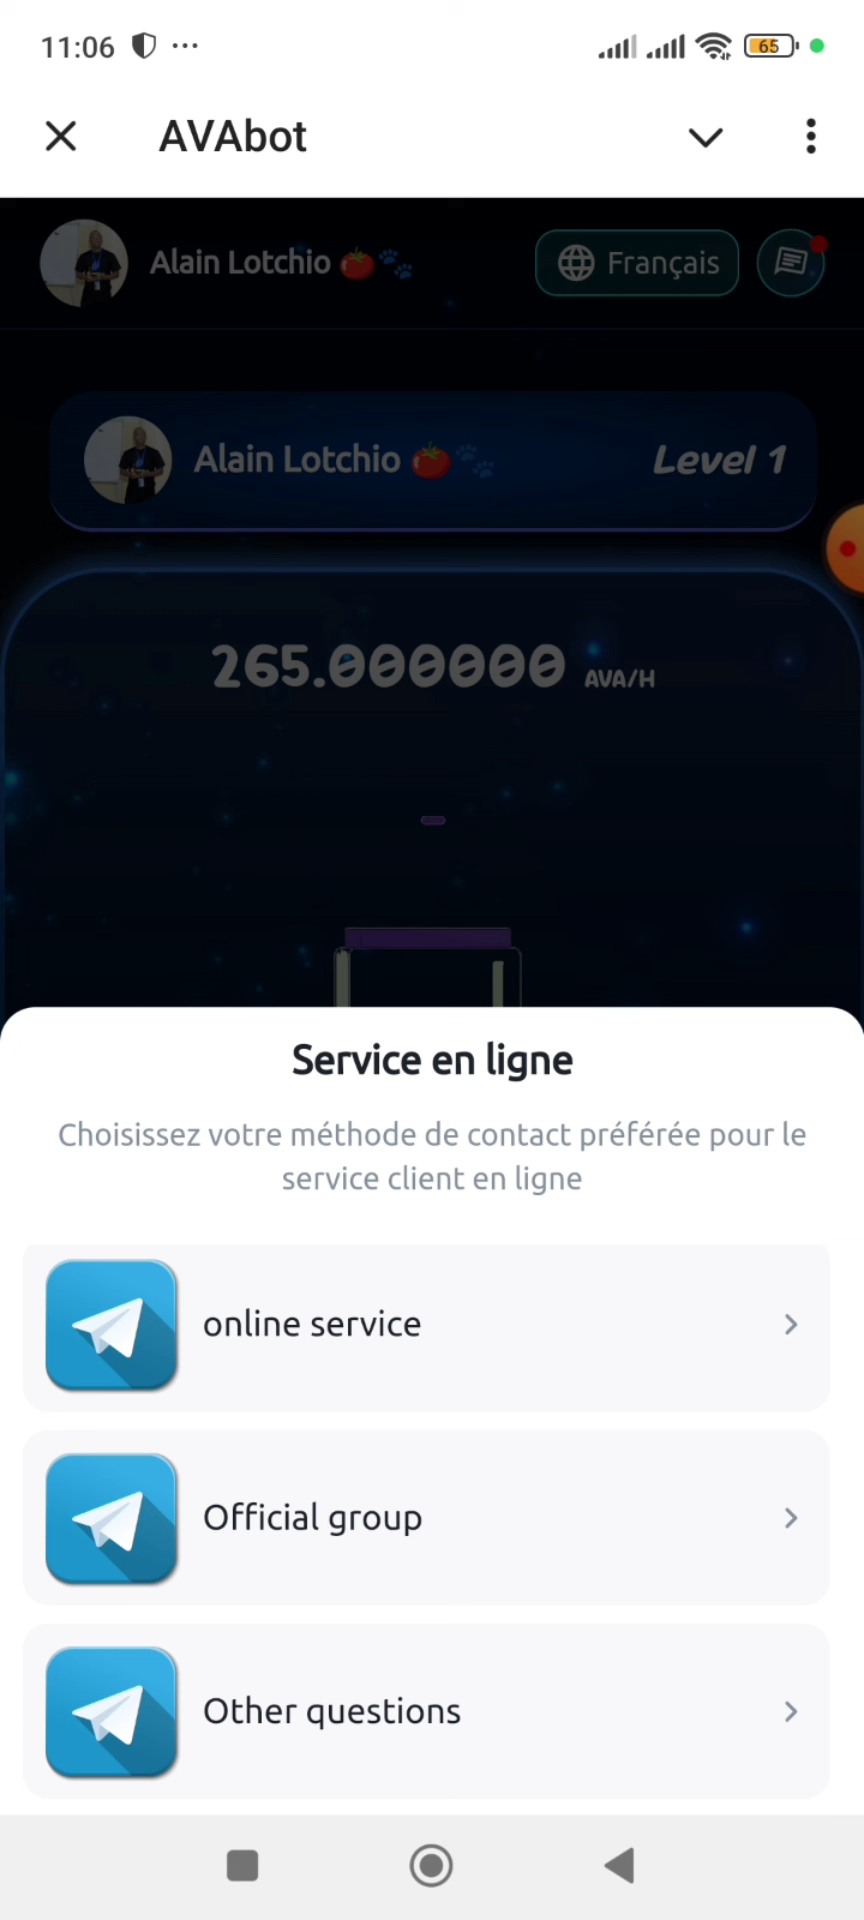 11:06
65
AVAbot
Alain Lotchio 🍅🐾
Français
Alain Lotchio 🍅🐾
Level 1
265.000000 AVA/H
Service en ligne
Choisissez votre méthode de contact préférée pour le
service client en ligne
online service
Official group
Other questions